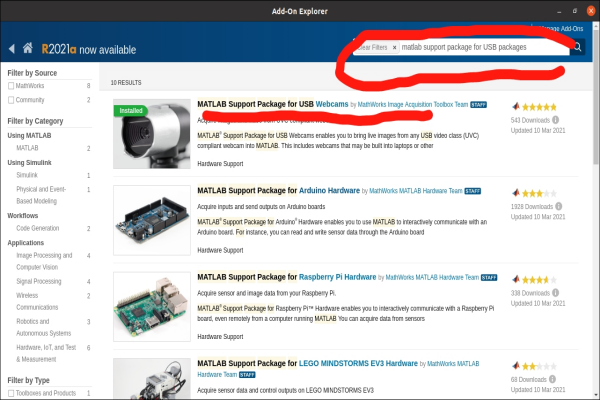 Add-On Explorer
R2021a now available
age Add-Ons
ear Filters × matlab support package for USB packages
Filter by Source
MathWorks 8
Community 2
Filter by Category
Using MATLAB
MATLAB 2
Using Simulink
Simulink 1
Physical and Event-Based Modeling 1
Workflows
Code Generation 2
Applications
Image Processing and Computer Vision 4
Signal Processing 4
Wireless Communications 2
Robotics and Autonomous Systems 3
Hardware, IoT, and Test & Measurement 6
Filter by Type
Toolboxes and Products 1
10 RESULTS
Installed
MATLAB Support Package for USB Webcams by MathWorks Image Acquisition Toolbox Team STAFF
MATLAB® Support Package for USB Webcams enables you to bring live images from any USB video class (UVC)
compliant webcam into MATLAB. This includes webcams that may be built into laptops or other
Hardware Support
543 Downloads
Updated 10 Mar 2021
MATLAB Support Package for Arduino Hardware by MathWorks MATLAB Hardware Team STAFF
Acquire inputs and send outputs on Arduino boards
MATLAB® Support Package for Arduino® Hardware enables you to use MATLAB to interactively communicate with an
Arduino board. For instance, you can read and write sensor data through the Arduino board
Hardware Support
1928 Downloads
Updated 10 Mar 2021
MATLAB Support Package for Raspberry Pi Hardware by MathWorks MATLAB Hardware Team STAFF
Acquire sensor and image data from your Raspberry Pi.
MATLAB® Support Package for Raspberry Pi™ Hardware enables you to interactively communicate with a Raspberry Pi
board, even remotely from a computer running MATLAB You can acquire data from sensors
Hardware Support
338 Downloads
Updated 10 Mar 2021
MATLAB Support Package for LEGO MINDSTORMS EV3 Hardware by MathWorks MATLAB
Hardware Team STAFF
Acquire sensor data and control outputs on LEGO MINDSTORMS EV3
68 Downloads
Updated 10 Mar 2021